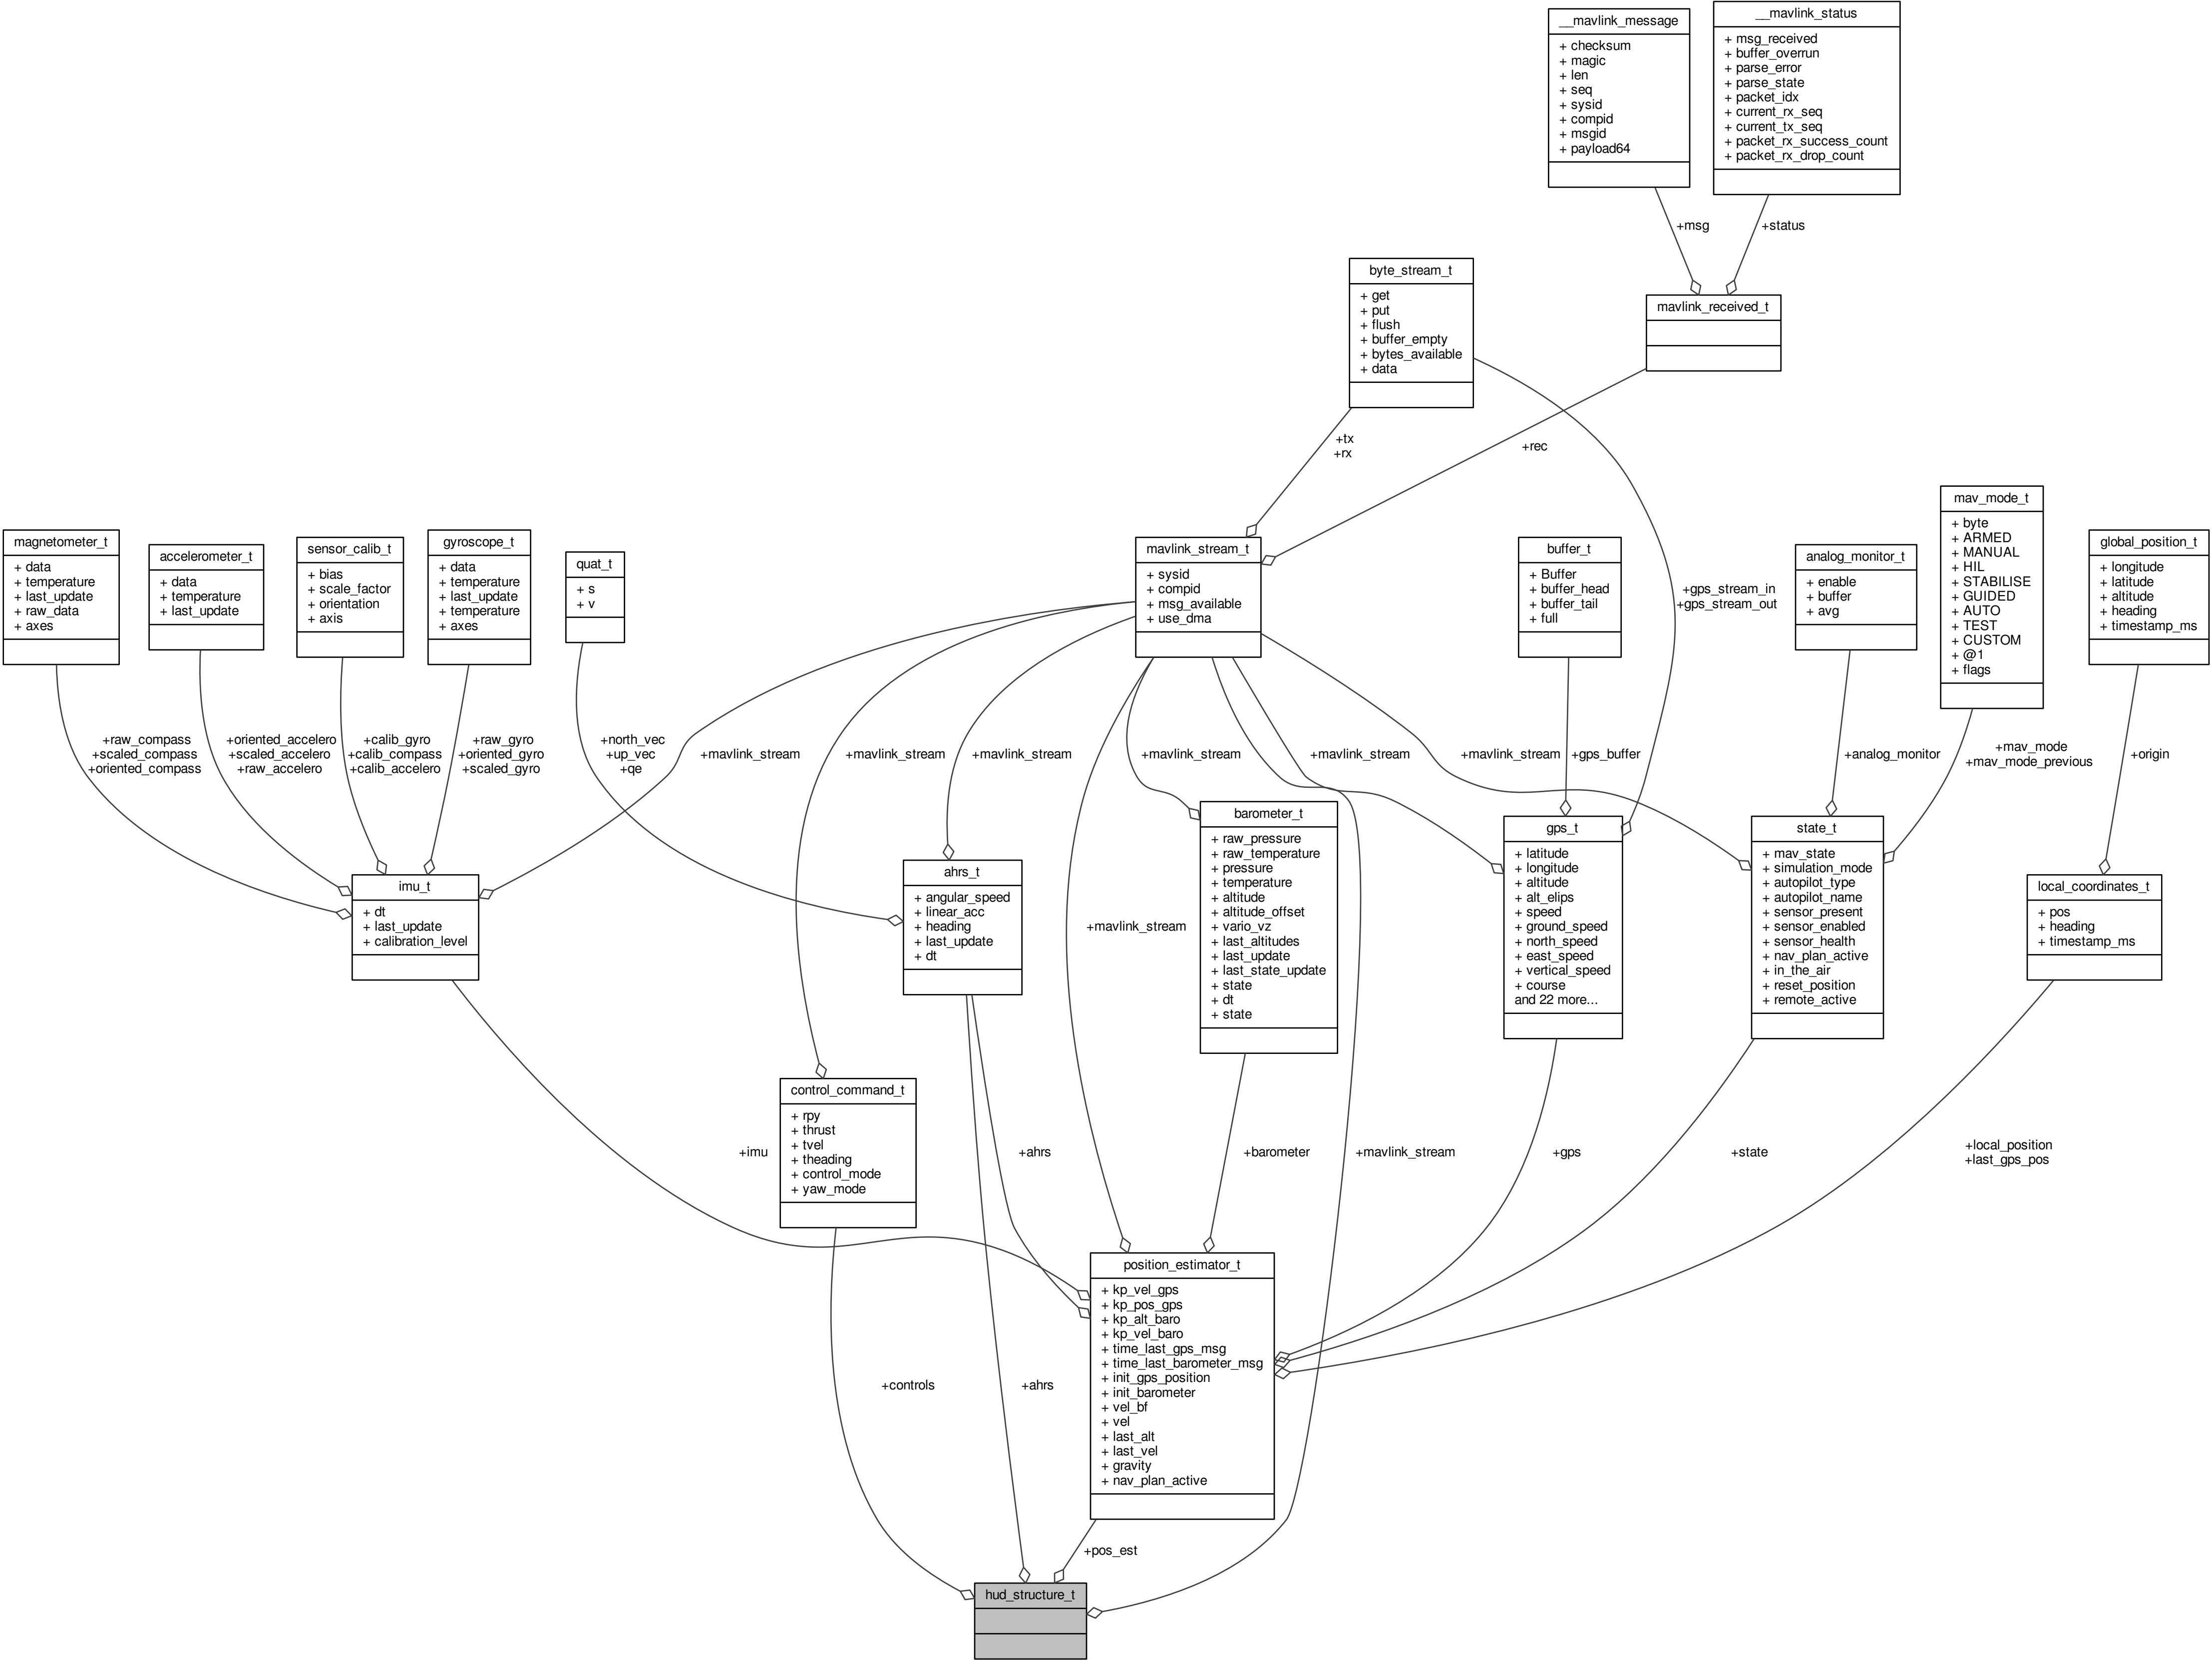 __mavlink_message
+ checksum
+ magic
+ len
+ seq
+ sysid
+ compid
+ msgid
+ payload64
__mavlink_status
+ msg_received
+ buffer_overrun
+ parse_error
+ parse_state
+ packet_idx
+ current_rx_seq
+ current_tx_seq
+ packet_rx_success_count
+ packet_rx_drop_count
+msg
+status
byte_stream_t
+ get
+ put
+ flush
+ buffer_empty
+ bytes_available
+ data
mavlink_received_t
+tx
+rx
+rec
magnetometer_t
+ data
+ temperature
+ last_update
+ raw_data
+ axes
accelerometer_t
+ data
+ temperature
+ last_update
sensor_calib_t
+ bias
+ scale_factor
+ orientation
+ axis
gyroscope_t
+ data
+ temperature
+ last_update
+ temperature
+ axes
quat_t
+ s
+ v
mavlink_stream_t
+ sysid
+ compid
+ msg_available
+ use_dma
buffer_t
+ Buffer
+ buffer_head
+ buffer_tail
+ full
+gps_stream_in
+gps_stream_out
analog_monitor_t
+ enable
+ buffer
+ avg
mav_mode_t
+ byte
+ ARMED
+ MANUAL
+ HIL
+ STABILISE
+ GUIDED
+ AUTO
+ TEST
+ CUSTOM
+ @1
+ flags
global_position_t
+ longitude
+ latitude
+ altitude
+ heading
+ timestamp_ms
+raw_compass
+scaled_compass
+oriented_compass
+oriented_accelero
+scaled_accelero
+raw_accelero
+calib_gyro
+calib_compass
+calib_accelero
+raw_gyro
+oriented_gyro
+scaled_gyro
+north_vec
+up_vec
+qe
+mavlink_stream
+mavlink_stream
+mavlink_stream
+mavlink_stream
+mavlink_stream
+mavlink_stream
+gps_buffer
+analog_monitor
+mav_mode
+mav_mode_previous
+origin
imu_t
+ dt
+ last_update
+ calibration_level
ahrs_t
+ angular_speed
+ linear_acc
+ heading
+ last_update
+ dt
+mavlink_stream
barometer_t
+ raw_pressure
+ raw_temperature
+ pressure
+ temperature
+ altitude
+ altitude_offset
+ vario_vz
+ last_altitudes
+ last_update
+ last_state_update
+ state
+ dt
+ state
gps_t
+ latitude
+ longitude
+ altitude
+ alt_elips
+ speed
+ ground_speed
+ north_speed
+ east_speed
+ vertical_speed
+ course
and 22 more...
state_t
+ mav_state
+ simulation_mode
+ autopilot_type
+ autopilot_name
+ sensor_present
+ sensor_enabled
+ sensor_health
+ nav_plan_active
+ in_the_air
+ reset_position
+ remote_active
local_coordinates_t
+ pos
+ heading
+ timestamp_ms
control_command_t
+ rpy
+ thrust
+ tvel
+ theading
+ control_mode
+ yaw_mode
+imu
+ahrs
+barometer
+mavlink_stream
+gps
+state
+local_position
+last_gps_pos
position_estimator_t
+ kp_vel_gps
+ kp_pos_gps
+ kp_alt_baro
+ kp_vel_baro
+ time_last_gps_msg
+ time_last_barometer_msg
+ init_gps_position
+ init_barometer
+ vel_bf
+ vel
+ last_alt
+ last_vel
+ gravity
+ nav_plan_active
+controls
+ahrs
+pos_est
hud_structure_t